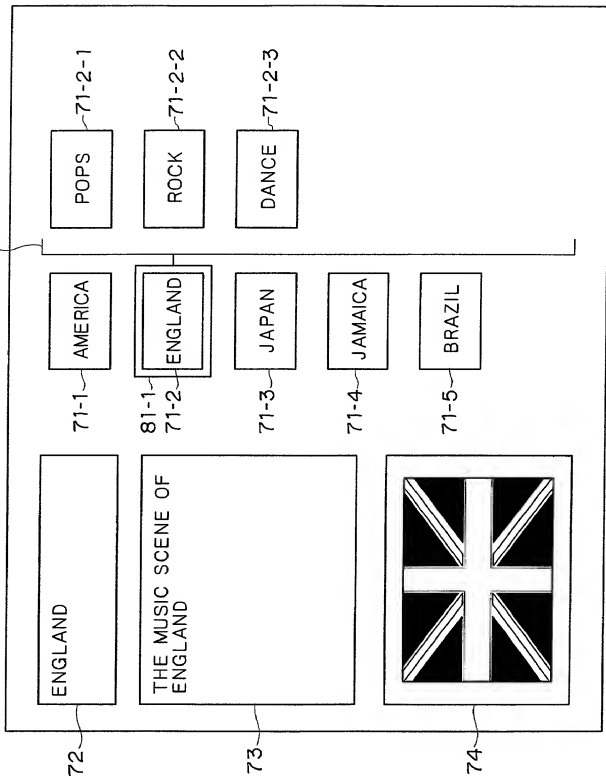 72
ENGLAND
73
THE MUSIC SCENE OF
ENGLAND
74
71-1
AMERICA
81-1
71-2
ENGLAND
71-3
JAPAN
71-4
JAMAICA
71-5
BRAZIL
POPS
71-2-1
ROCK
71-2-2
DANCE
71-2-3